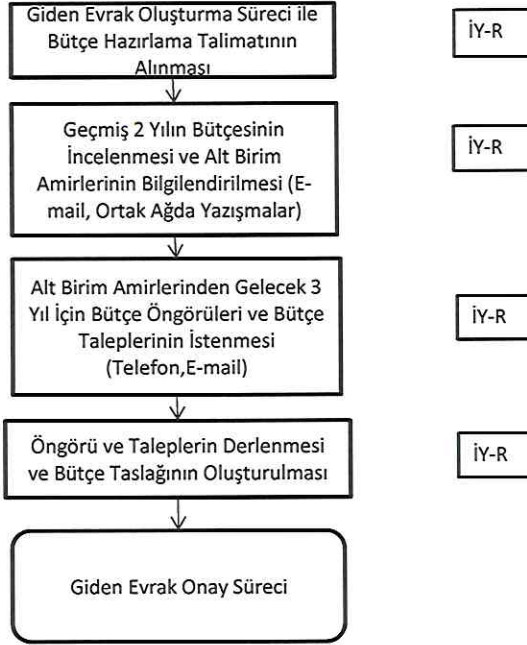 Giden Evrak Oluşturma Süreci ile
Bütçe Hazırlama Talimatının
Alınması
İY-R
Geçmiş 2 Yılın Bütçesinin
İncelenmesi ve Alt Birim
Amirlerinin Bilgilendirilmesi (E-
mail, Ortak Ağda Yazışmalar)
İY-R
Alt Birim Amirlerinden Gelecek 3
Yıl İçin Bütçe Öngörüleri ve Bütçe
Taleplerinin İstenmesi
(Telefon,E-mail)
İY-R
Öngörü ve Taleplerin Derlenmesi
ve Bütçe Taslağının Oluşturulması
İY-R
Giden Evrak Onay Süreci